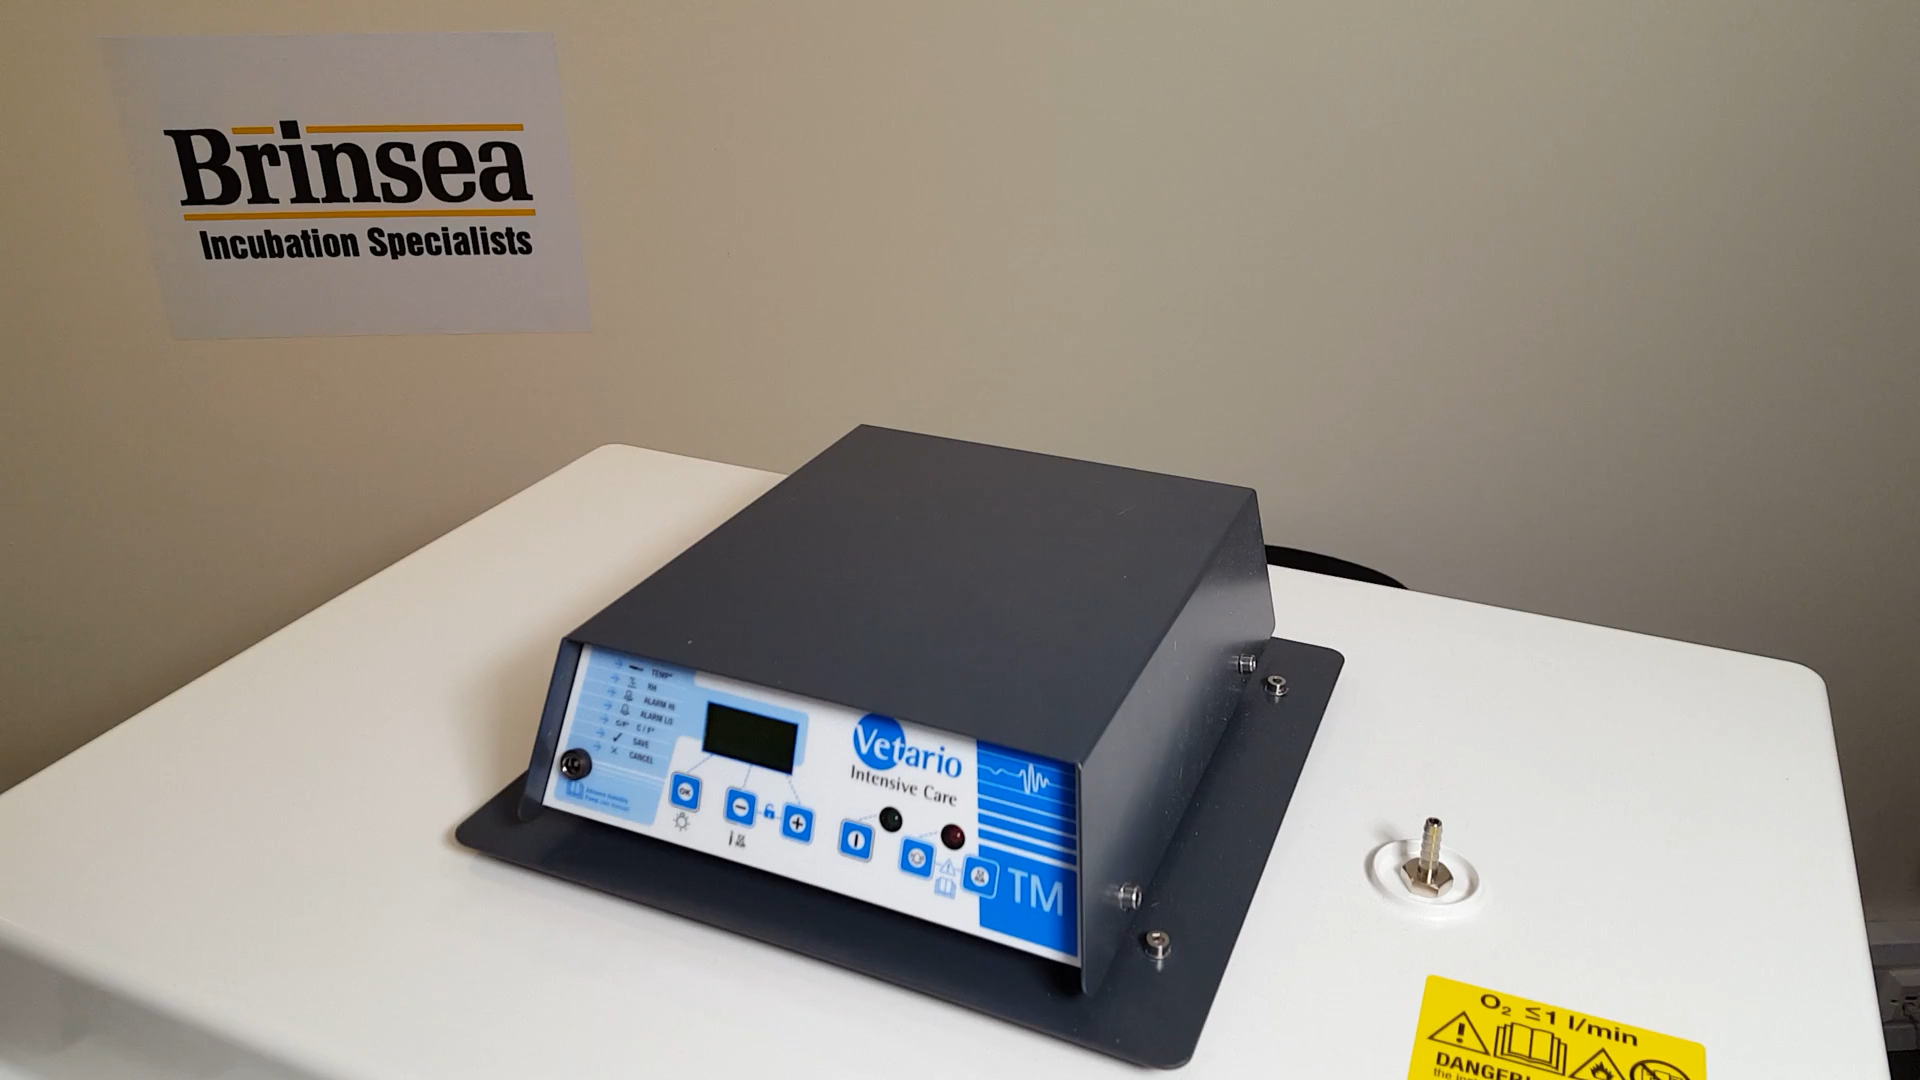 Brinsea
Incubation Specialists
TEMP°
RH
ALARM HI
ALARM LO
C / F°
SAVE
CANCEL
OK
Vetario
Intensive Care
TM
O₂ ≤1 l/min
DANGER!